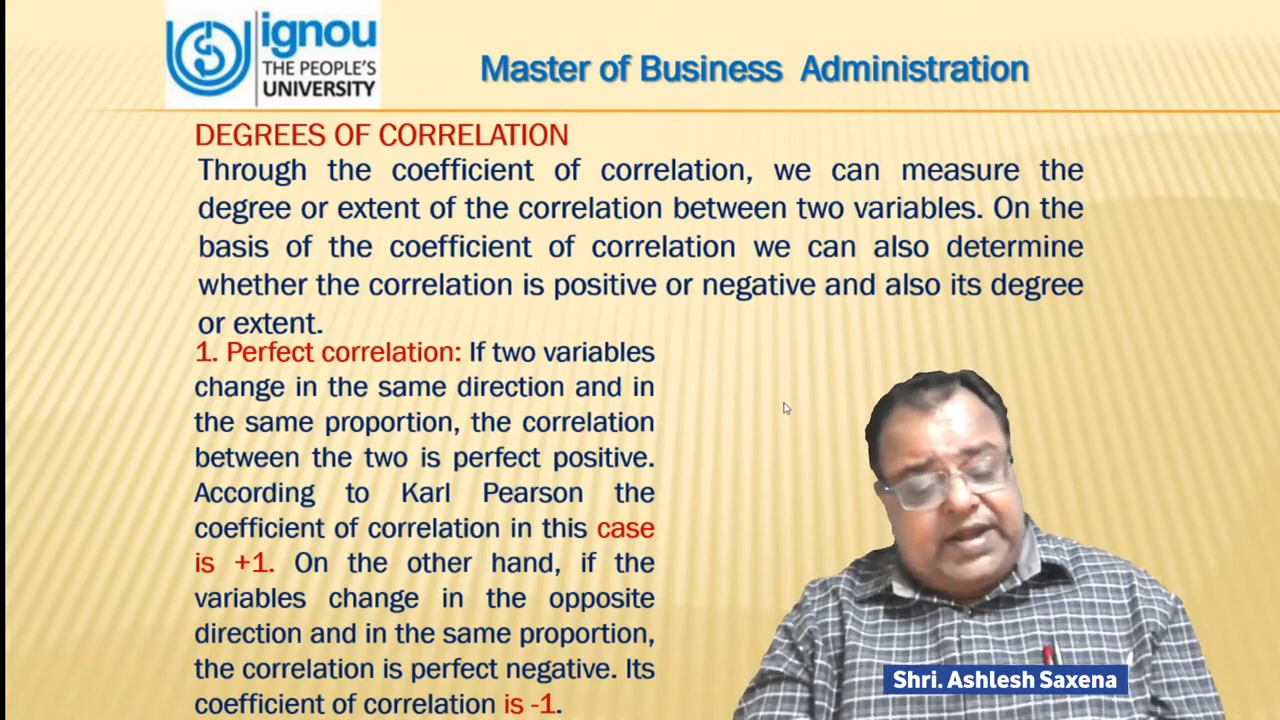 ignou
THE PEOPLE'S
UNIVERSITY
Master of Business Administration
DEGREES OF CORRELATION
Through the coefficient of correlation, we can measure the
degree or extent of the correlation between two variables. On the
basis of the coefficient of correlation we can also determine
whether the correlation is positive or negative and also its degree
or extent.
1. Perfect correlation: If two variables
change in the same direction and in
the same proportion, the correlation
between the two is perfect positive.
According to Karl Pearson the
coefficient of correlation in this case
is +1. On the other hand, if the
variables change in the opposite
direction and in the same proportion,
the correlation is perfect negative. Its
coefficient of correlation is -1.
Shri. Ashlesh Saxena